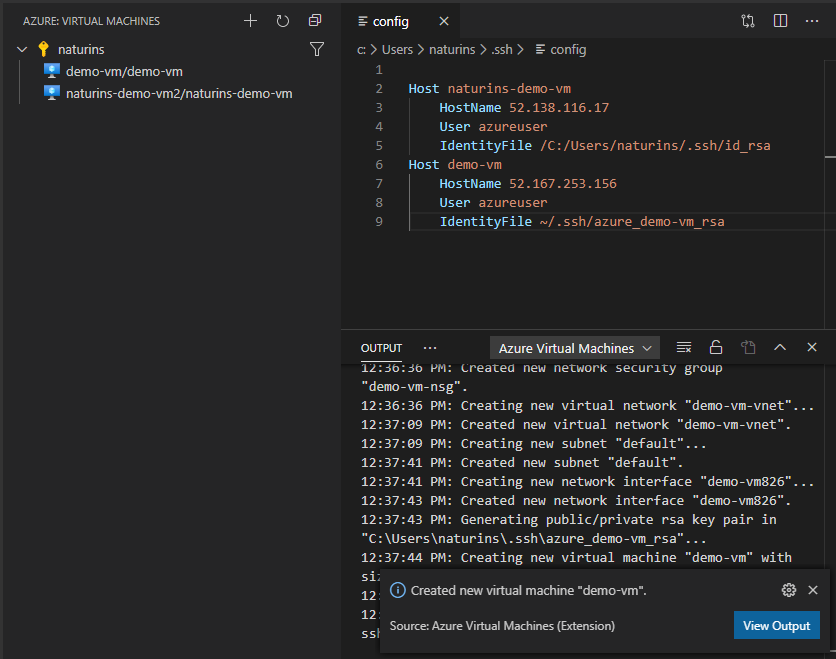 AZURE: VIRTUAL MACHINES
naturins
demo-vm/demo-vm
naturins-demo-vm2/naturins-demo-vm
config
C: > Users > naturins > .ssh > config
1
2 Host naturins-demo-vm
3 HostName 52.138.116.17
4 User azureuser
5 IdentityFile /C:/Users/naturins/.ssh/id_rsa
6 Host demo-vm
7 HostName 52.167.253.156
8 User azureuser
9 IdentityFile ~/.ssh/azure_demo-vm_rsa
OUTPUT ··· Azure Virtual Machines
12:36:36 PM: Created new network security group
"demo-vm-nsg".
12:36:36 PM: Creating new virtual network "demo-vm-vnet"...
12:37:09 PM: Created new virtual network "demo-vm-vnet".
12:37:09 PM: Creating new subnet "default"...
12:37:41 PM: Created new subnet "default".
12:37:41 PM: Creating new network interface "demo-vm826"...
12:37:43 PM: Created new network interface "demo-vm826".
12:37:43 PM: Generating public/private rsa key pair in
"C:\Users\naturins\.ssh\azure_demo-vm_rsa"...
12:37:44 PM: Creating new virtual machine "demo-vm" with
12:
12:
ssh
Created new virtual machine "demo-vm".
Source: Azure Virtual Machines (Extension)
View Output